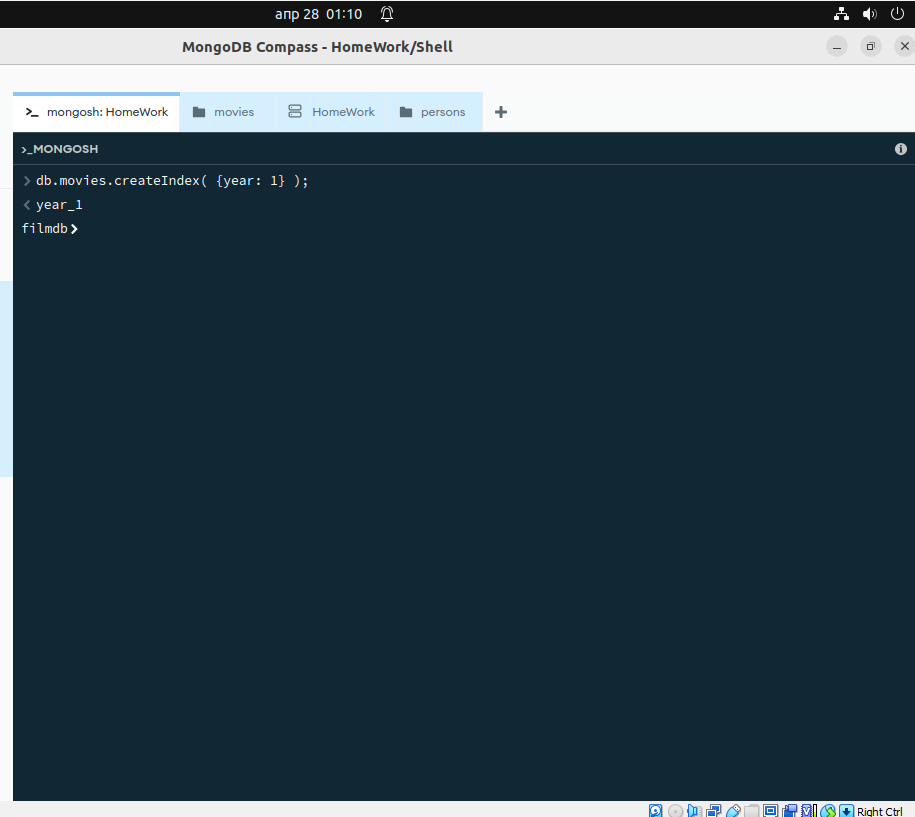 апр 28 01:10
MongoDB Compass - HomeWork/Shell
>_ mongosh: HomeWork movies HomeWork persons +
>_MONGOSH
> db.movies.createIndex( {year: 1} );
< year_1
filmdb>
Right Ctrl